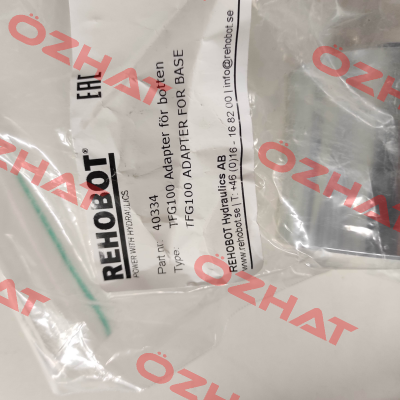 EAC
REHOBOT®
POWER WITH HYDRAULICS
Part no: 40334
Type: TFG100 Adapter för botten
TFG100 ADAPTER FOR BASE
REHOBOT Hydraulics AB
www.rehobot.se | T: +46 (0)16 - 16 82 00 | info@rehobot.se
ÖZHAT
ÖZHAT
ÖZHAT
ÖZHAT
ÖZHAT
ÖZHAT